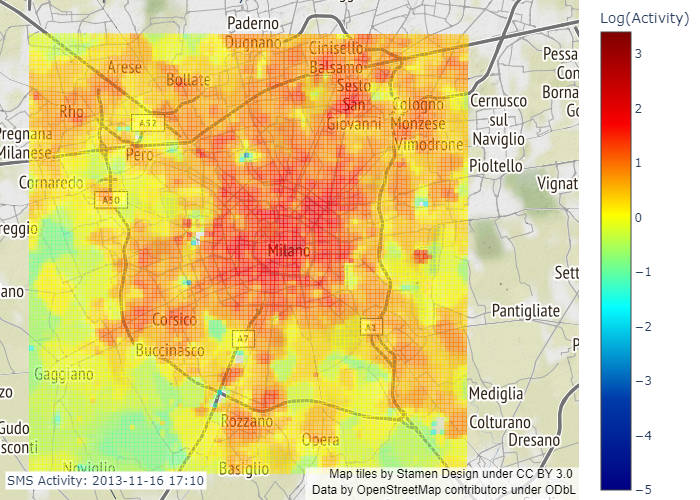 Log(Activity)
Paderno
Dugnano
Cinisello
Balsamo
Sesto
San
Giovanni
Arese
Bollate
Rho
A52
Pero
Cologno
Monzese
Vimodrone
Cernusco
sul
Naviglio
Pioltello
Pessa
Con
Borna
Go
Vignat
Pregnana
Milanese
Cornaredo
A50
reggio
ano
Milano
Sett
Pantigliate
P
Corsico
Buccinasco
A7
A1
Gaggiano
zo
Gudo
sconti
Rozzano
Opera
Basiglio
Noviglio
Mediglia
Colturano
Dresano
3
2
1
0
−1
−2
−3
−4
−5
SMS Activity: 2013-11-16 17:10
Map tiles by Stamen Design under CC BY 3.0
Data by OpenStreetMap contributors under ODbL